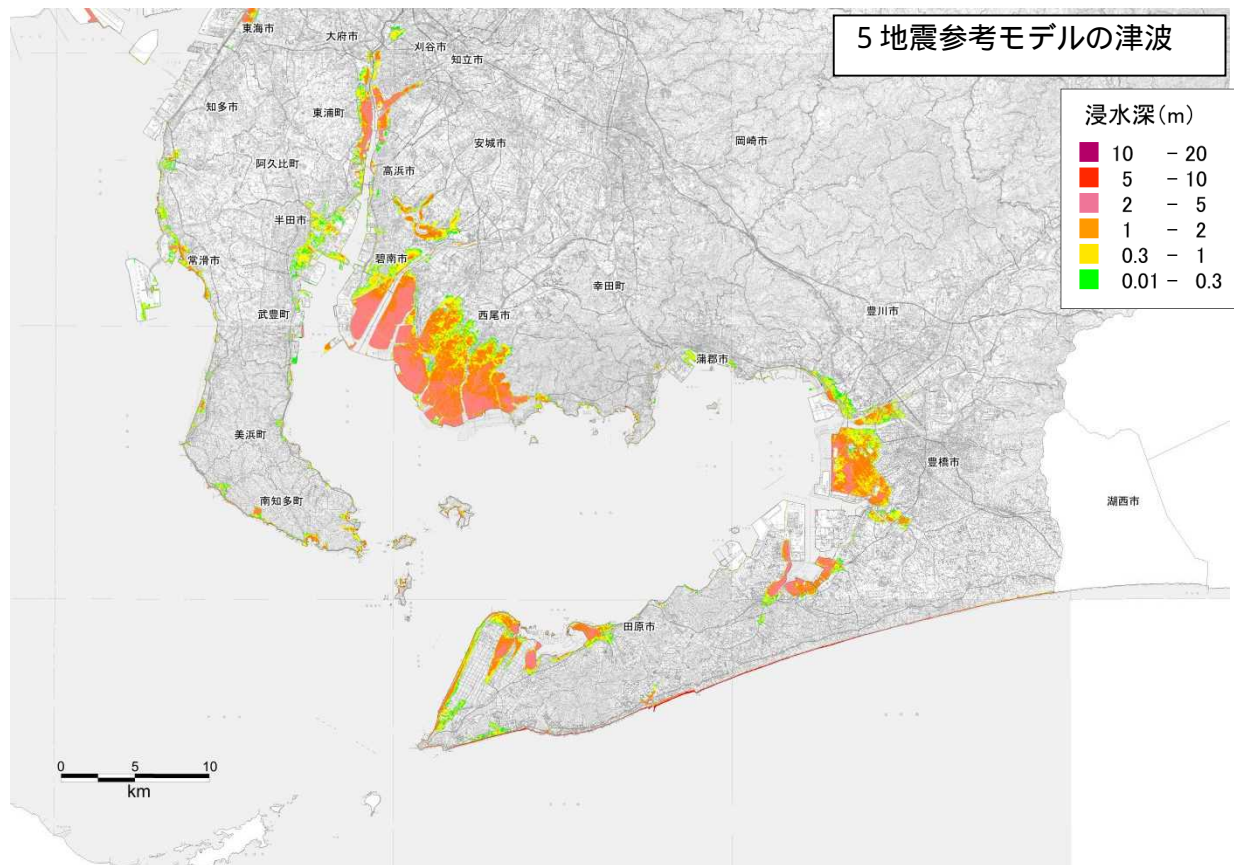 5地震参考モデルの津波
浸水深(m)
10 - 20
5 - 10
2 - 5
1 - 2
0.3 - 1
0.01 - 0.3
東海市
大府市
刈谷市
知立市
知多市
東浦町
安城市
岡崎市
阿久比町
高浜市
半田市
碧南市
常滑市
幸田町
武豊町
西尾市
豊川市
蒲郡市
美浜町
豊橋市
南知多町
湖西市
田原市
0 5 10
km